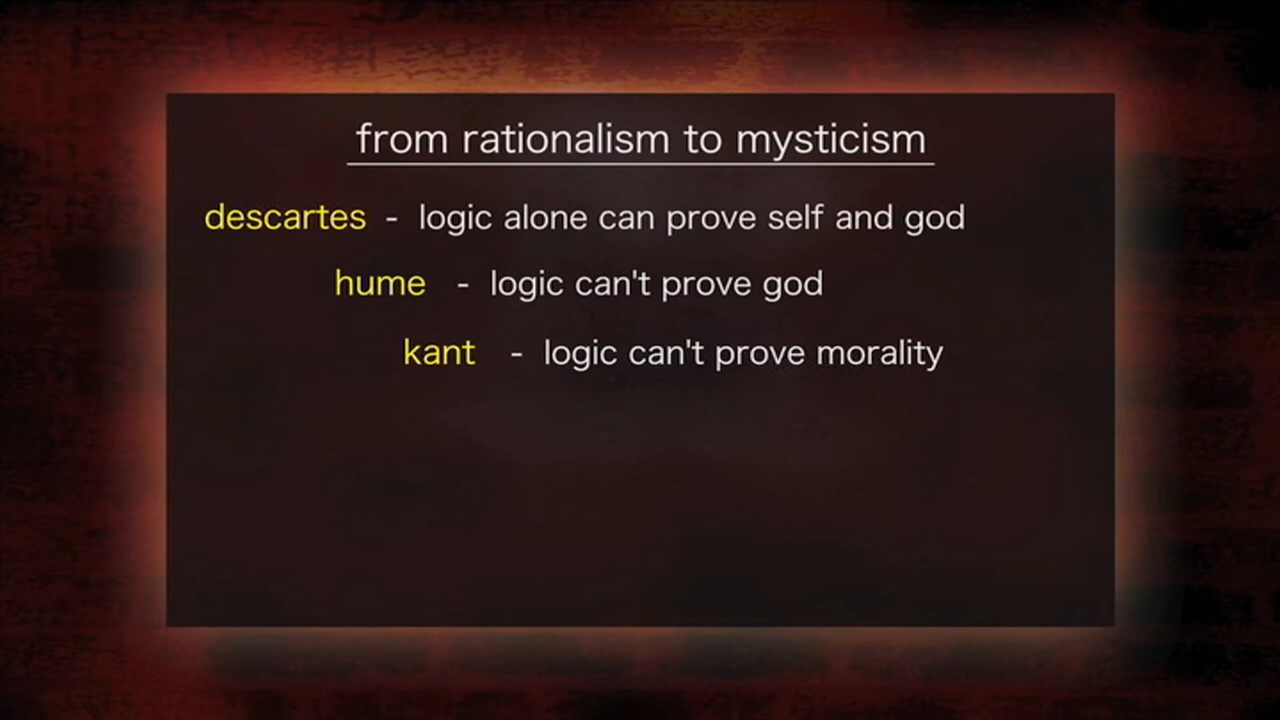 from rationalism to mysticism
descartes - logic alone can prove self and god
hume - logic can't prove god
kant - logic can't prove morality